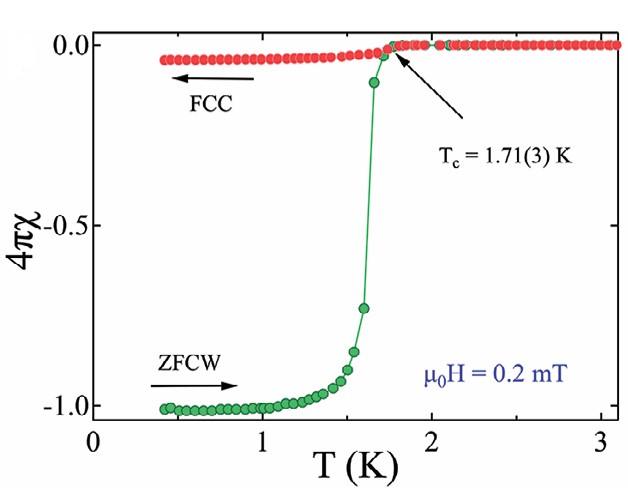 0.0
FCC
T_c = 1.71(3) K
-0.5
4πχ
ZFCW
μ₀H = 0.2 mT
-1.0
0 1 2 3
T (K)